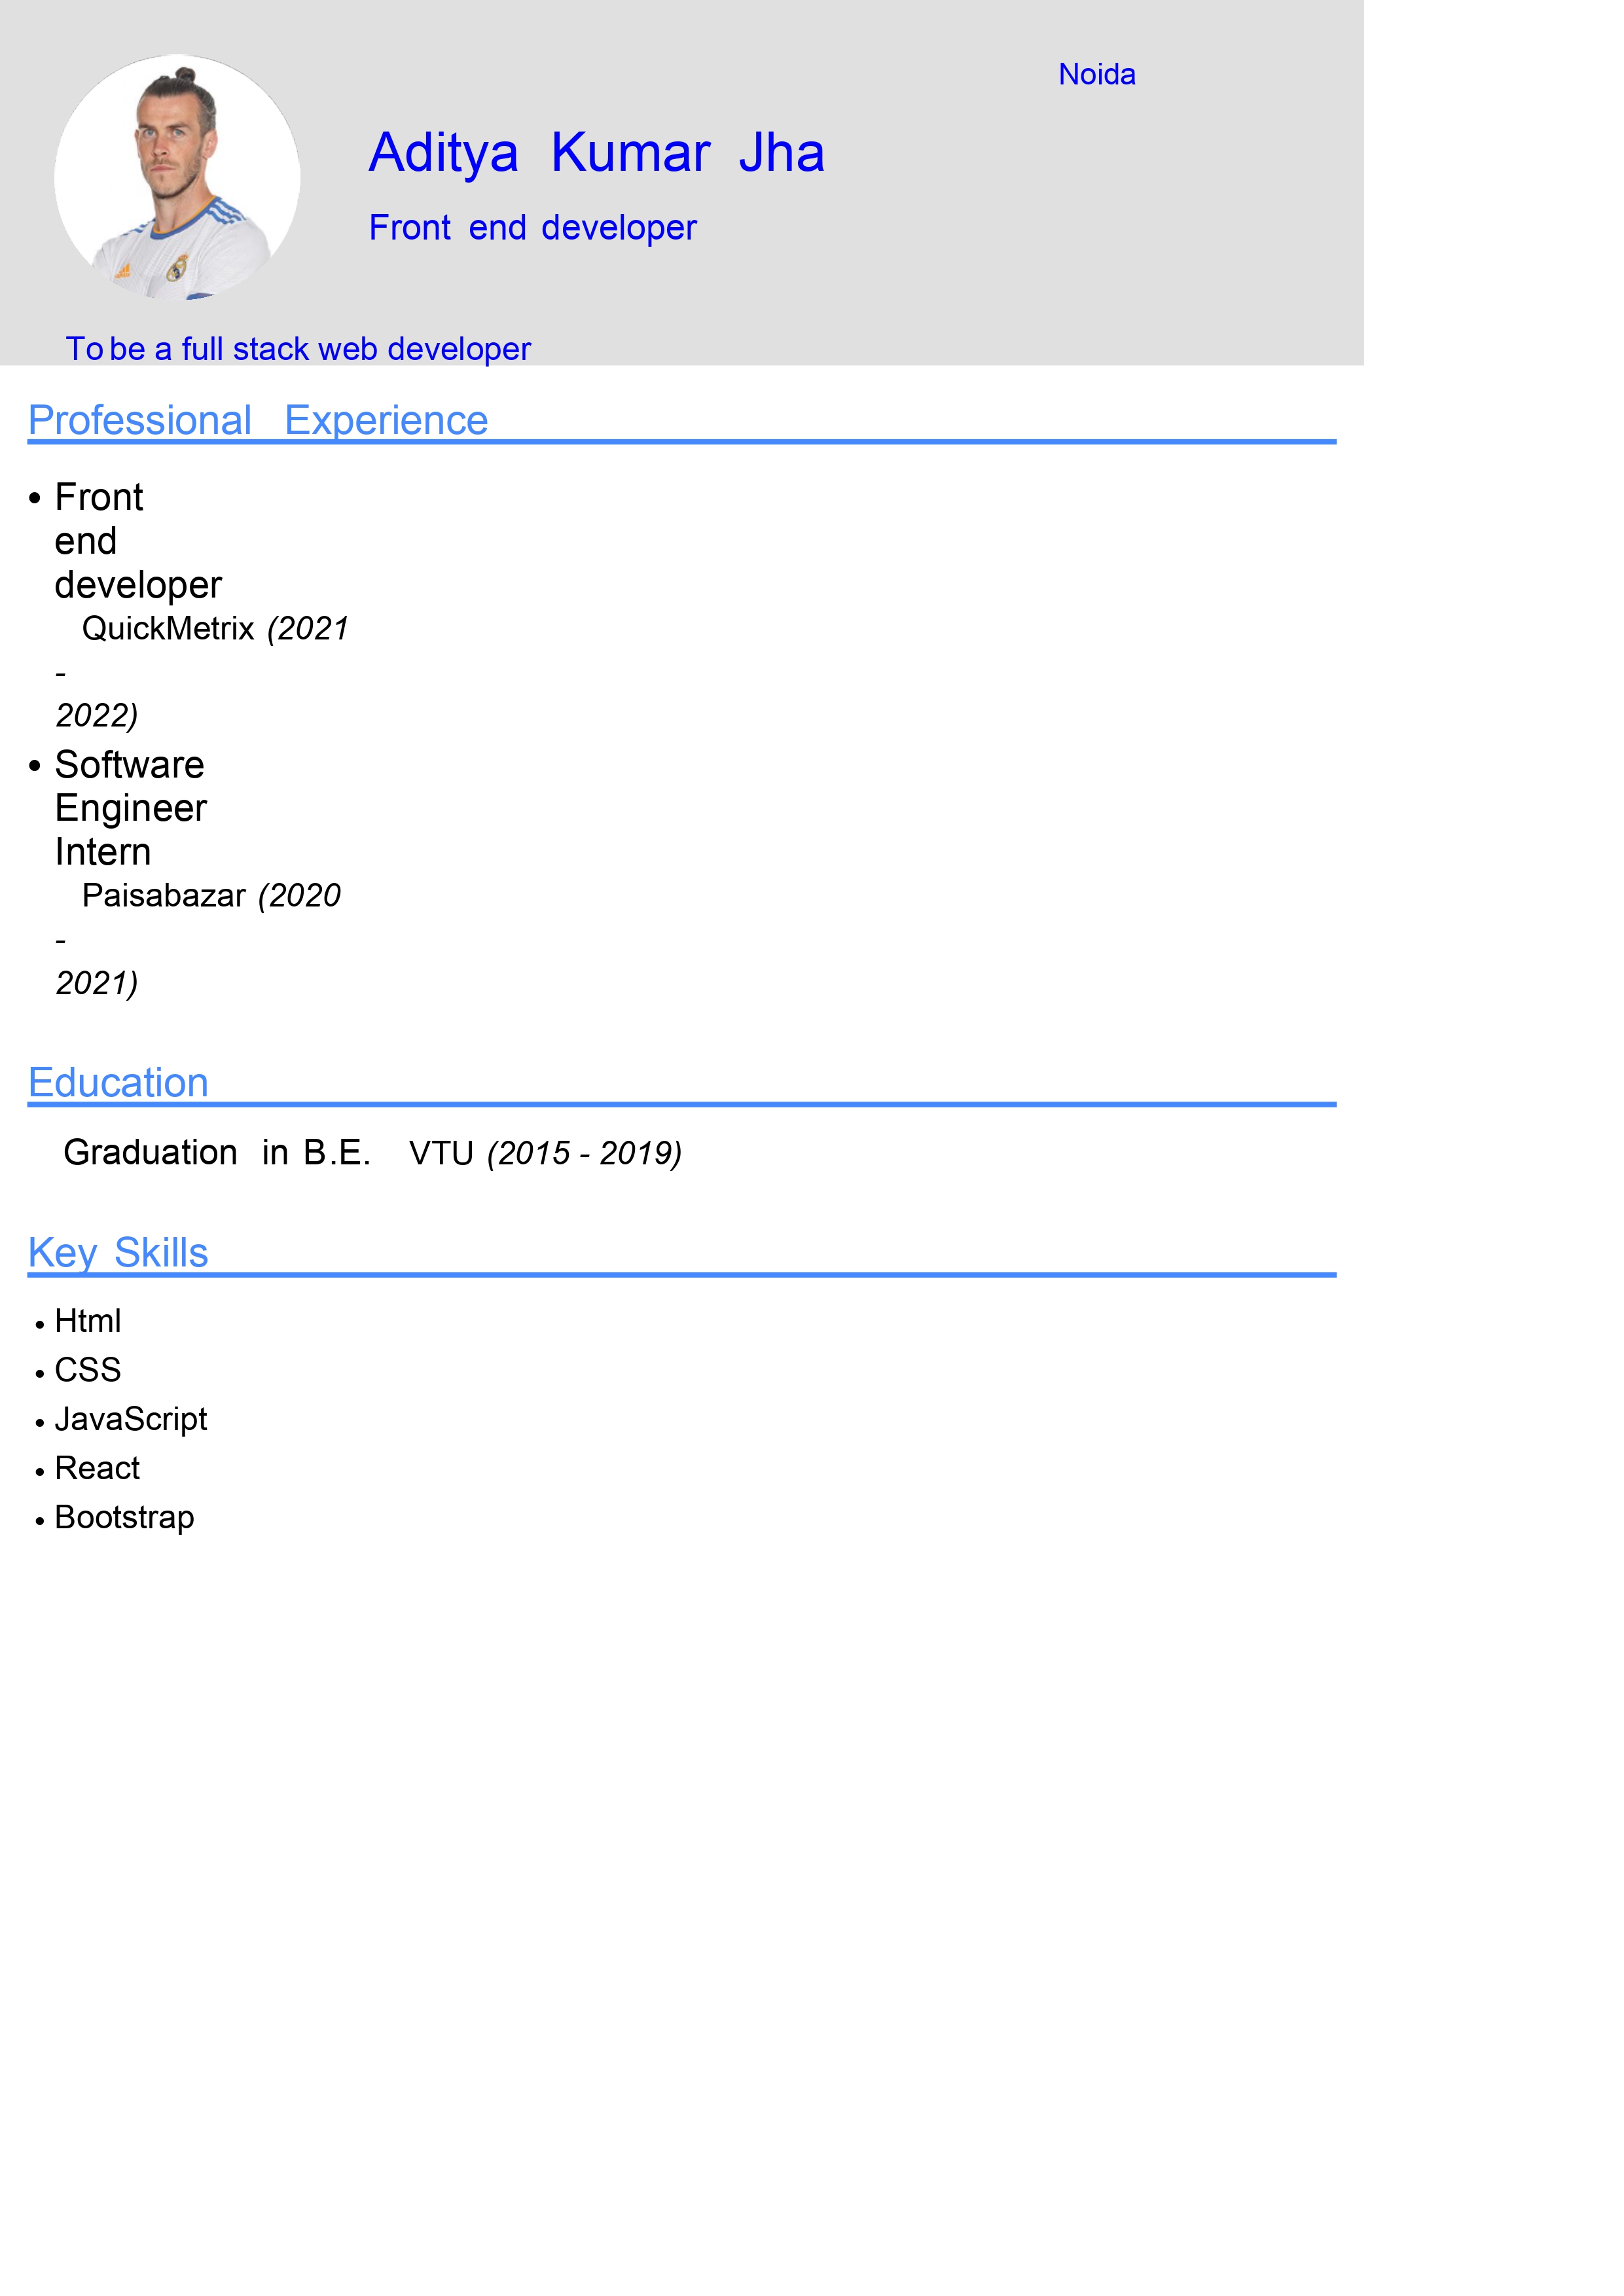 Noida
Aditya Kumar Jha
Front end developer
To be a full stack web developer
Professional Experience
• Front
end
developer
QuickMetrix (2021
-
2022)
• Software
Engineer
Intern
Paisabazar (2020
-
2021)
Education
Graduation in B.E. VTU (2015 - 2019)
Key Skills
• Html
• CSS
• JavaScript
• React
• Bootstrap